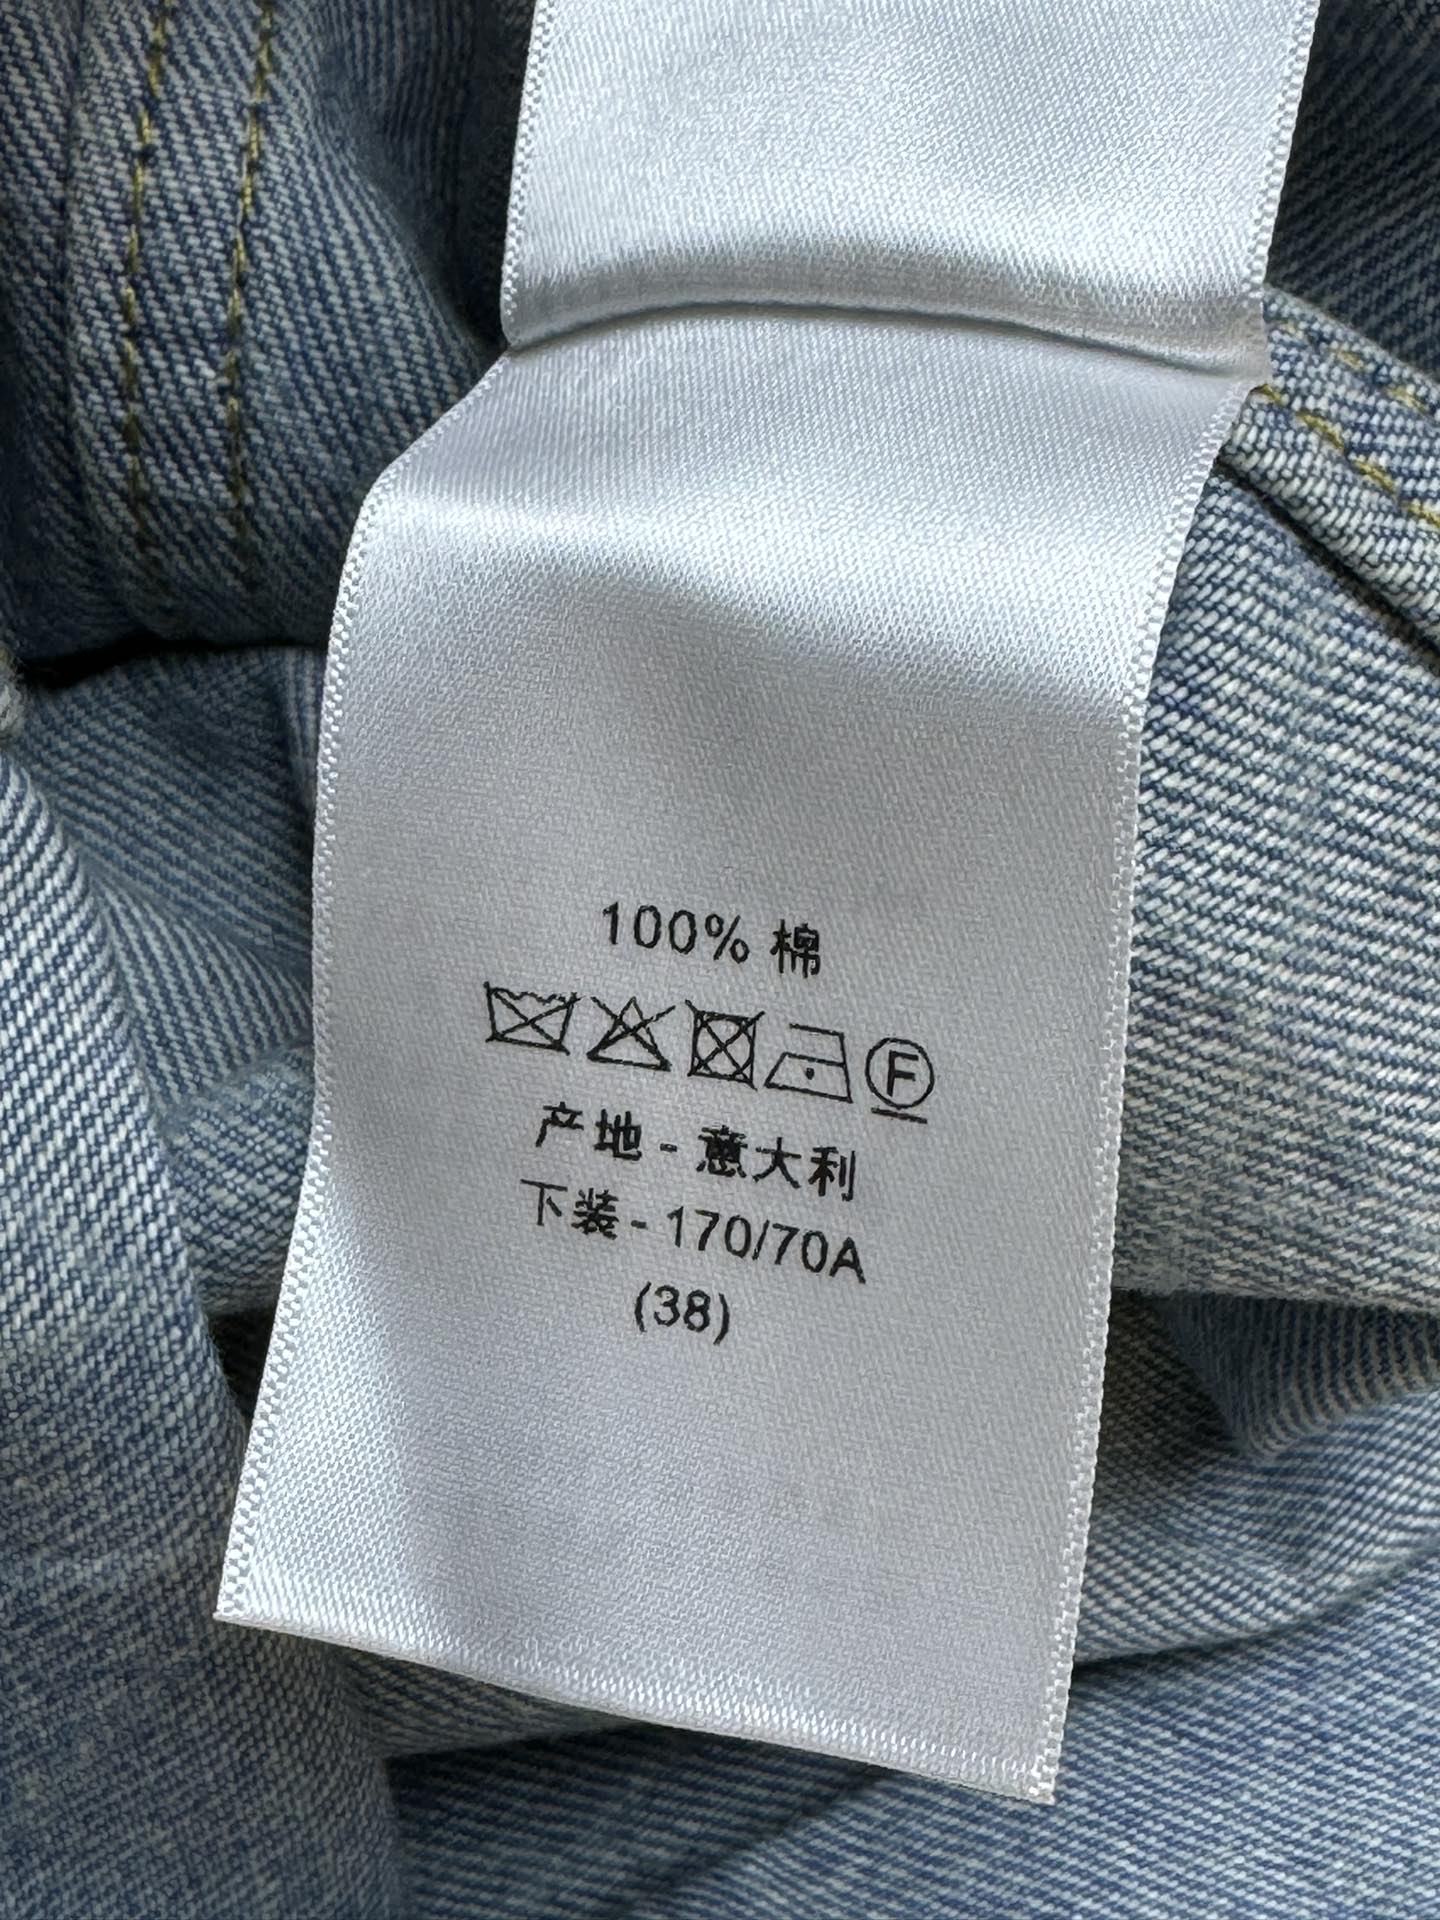 100% 棉
F
产地 - 意大利
下装 - 170/70A
(38)